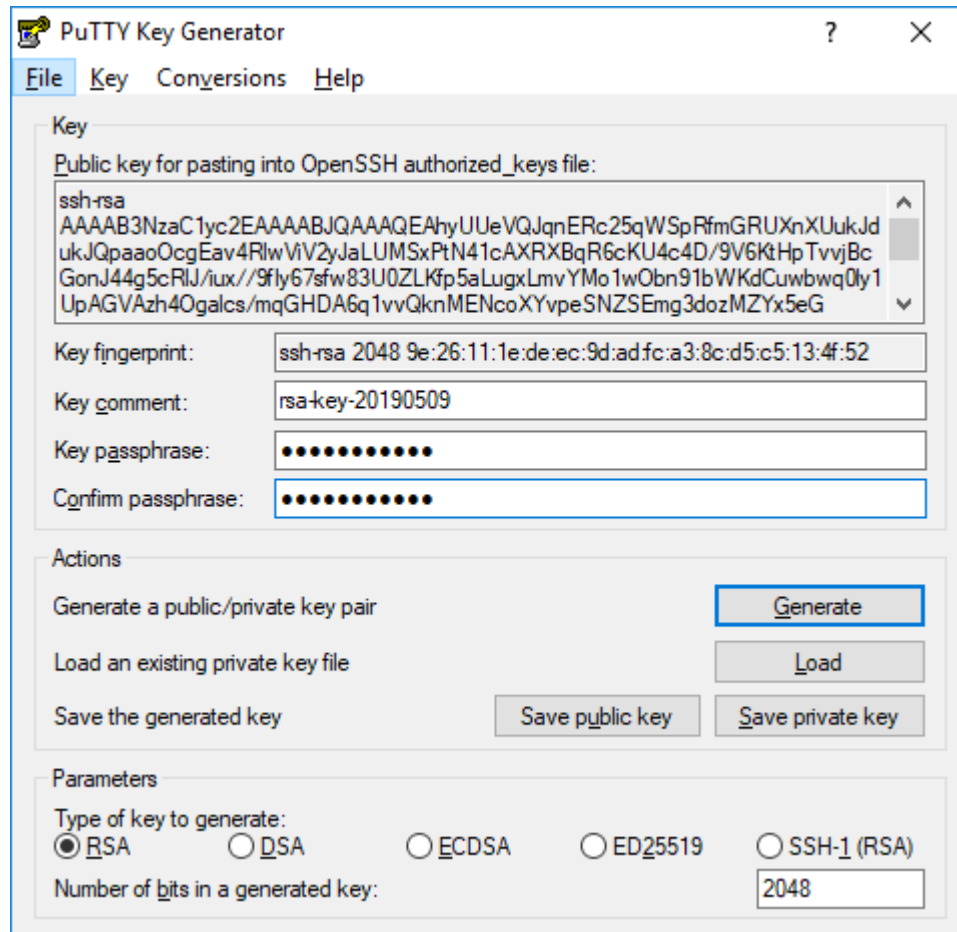 PuTTY Key Generator
File Key Conversions Help
Key
Public key for pasting into OpenSSH authorized_keys file:
ssh-rsa
AAAAB3NzaC1yc2EAAAABJQAAAQEAhyUUeVQJqnERc25qWSpRfmGRUXnXUukJd
ukJQpaaoOcgEav4RlwViV2yJaLUMSxPtN41cAXRXBqR6cKU4c4D/9V6KtHpTvvjBc
GonJ44g5cRlJ/iux//9fIy67sfw83U0ZLKfp5aLugxLmvYMo1wObn91bWKdCuwbwq0ly1
UpAGVAzh4Ogalcs/mqGHDA6q1vvQknMENcoXYvpeSNZSEmg3dozMZYx5eG
Key fingerprint: ssh-rsa 2048 9e:26:11:1e:de:ec:9d:ad:fc:a3:8c:d5:c5:13:4f:52
Key comment: rsa-key-20190509
Key passphrase:
Confirm passphrase:
Actions
Generate a public/private key pair Generate
Load an existing private key file Load
Save the generated key Save public key Save private key
Parameters
Type of key to generate:
RSA DSA ECDSA ED25519 SSH-1 (RSA)
Number of bits in a generated key: 2048